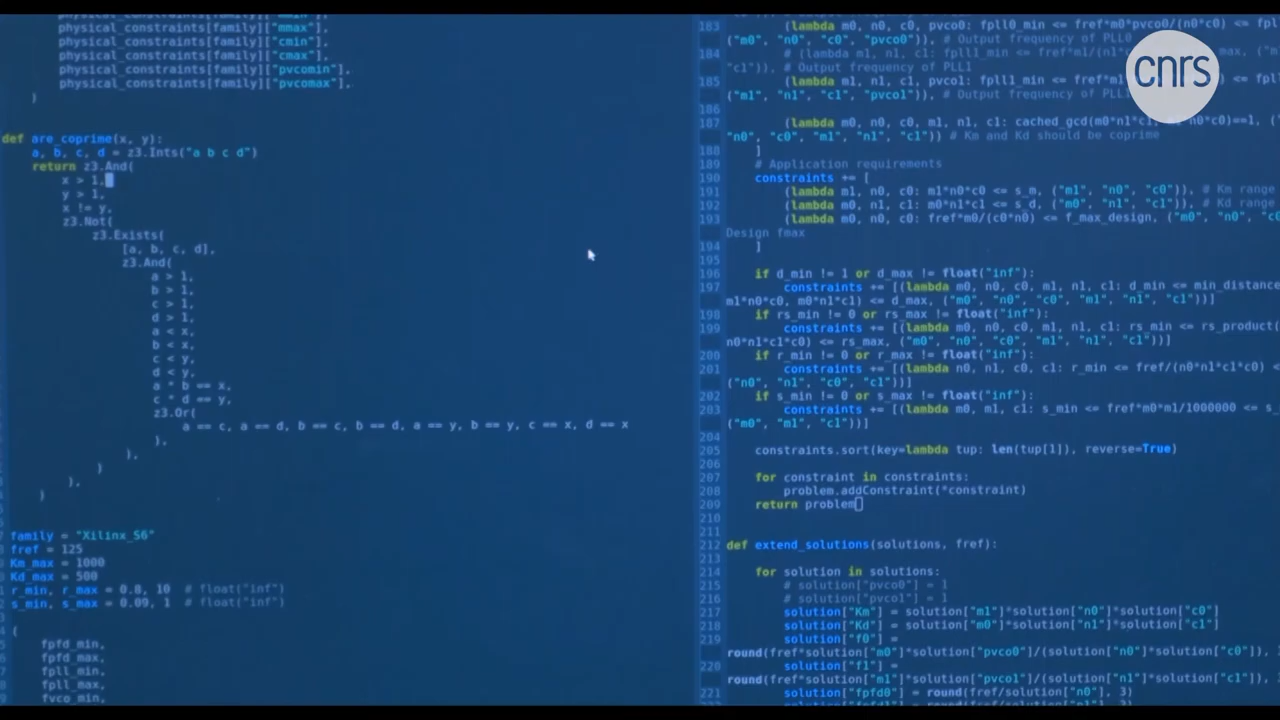 physical_constraints[family]["mmax"],
physical_constraints[family]["cmin"],
physical_constraints[family]["cmax"],
physical_constraints[family]["pvcomin"],
physical_constraints[family]["pvcomax"],
)
def are_coprime(x, y):
a, b, c, d = z3.Ints("a b c d")
return z3.And(
x > 1,
y > 1,
x != y,
z3.Not(
z3.Exists(
[a, b, c, d],
z3.And(
a > 1,
b > 1,
c > 1,
d > 1,
a < x,
b < x,
c < y,
d < y,
a * b == x,
c * d == y,
z3.Or(
a == c, a == d, b == c, b == d, a == y, b == y, c == x, d == x
),
),
)
),
)
family = "Xilinx_S6"
fref = 125
Km_max = 1000
Kd_max = 500
r_min, r_max = 0.8, 10 # float("inf")
s_min, s_max = 0.09, 1 # float("inf")
(
fpfd_min,
fpfd_max,
fpll_min,
fpll_max,
fvco_min,
183 (lambda m0, n0, c0, pvco0: fpll0_min <= fref*m0*pvco0/(n0*c0) <=
("m0", "n0", "c0", "pvco0")), # Output frequency of PLL0
184 # (lambda m1, n1, c1: fpll1_min <= fref*m1/
"c1")), # Output frequency of PLL1
185 (lambda m1, n1, c1, pvco1: fpll1_min <=
("m1", "n1", "c1", "pvco1")), # Output frequency of
186
187 (lambda m0, n0, c0, m1, n1, c1: cached_gcd(m0*n1*c1,
"n0", "c0", "m1", "n1", "c1")) # Km and Kd should be coprime
188 ]
189 # Application requirements
190 constraints += [
191 (lambda m1, n0, c0: m1*n0*c0 <= s_m, ("m1", "n0", "c0")), # Km range
192 (lambda m0, n1, c1: m0*n1*c1 <= s_d, ("m0", "n1", "c1")), # Kd range
193 (lambda m0, n0, c0: fref*m0/(c0*n0) <= f_max_design, ("m0", "n0",
Design fmax
194 ]
195
196 if d_min != 1 or d_max != float("inf"):
197 constraints += [(lambda m0, n0, c0, m1, n1, c1: d_min <= min_distance
m1*n0*c0, m0*n1*c1) <= d_max, ("m0", "n0", "c0", "m1", "n1", "c1"))]
198 if rs_min != 0 or rs_max != float("inf"):
199 constraints += [(lambda m0, n0, c0, m1, n1, c1: rs_min <= rs_product(
n0*n1*c1*c0) <= rs_max, ("m0", "n0", "c0", "m1", "n1", "c1"))]
200 if r_min != 0 or r_max != float("inf"):
201 constraints += [(lambda n0, n1, c0, c1: r_min <= fref/(n0*n1*c1*c0) <
("n0", "n1", "c0", "c1"))]
202 if s_min != 0 or s_max != float("inf"):
203 constraints += [(lambda m0, m1, c1: s_min <= fref*m0*m1/1000000 <=
("m0", "m1", "c1"))]
204
205 constraints.sort(key=lambda tup: len(tup[1]), reverse=True)
206
207 for constraint in constraints:
208 problem.addConstraint(*constraint)
209 return problem
210
211
212 def extend_solutions(solutions, fref):
213
214 for solution in solutions:
215 # solution["pvco0"] = 1
216 # solution["pvco1"] = 1
217 solution["Km"] = solution["m1"]*solution["n0"]*solution["c0"]
218 solution["Kd"] = solution["m0"]*solution["n1"]*solution["c1"]
219 solution["f0"] =
round(fref*solution["m0"]*solution["pvco0"]/(solution["n0"]*solution["c0"]),
220 solution["f1"] =
round(fref*solution["m1"]*solution["pvco1"]/(solution["n1"]*solution["c1"]),
221 solution["fpfd0"] = round(fref/solution["n0"], 3)
cnrs